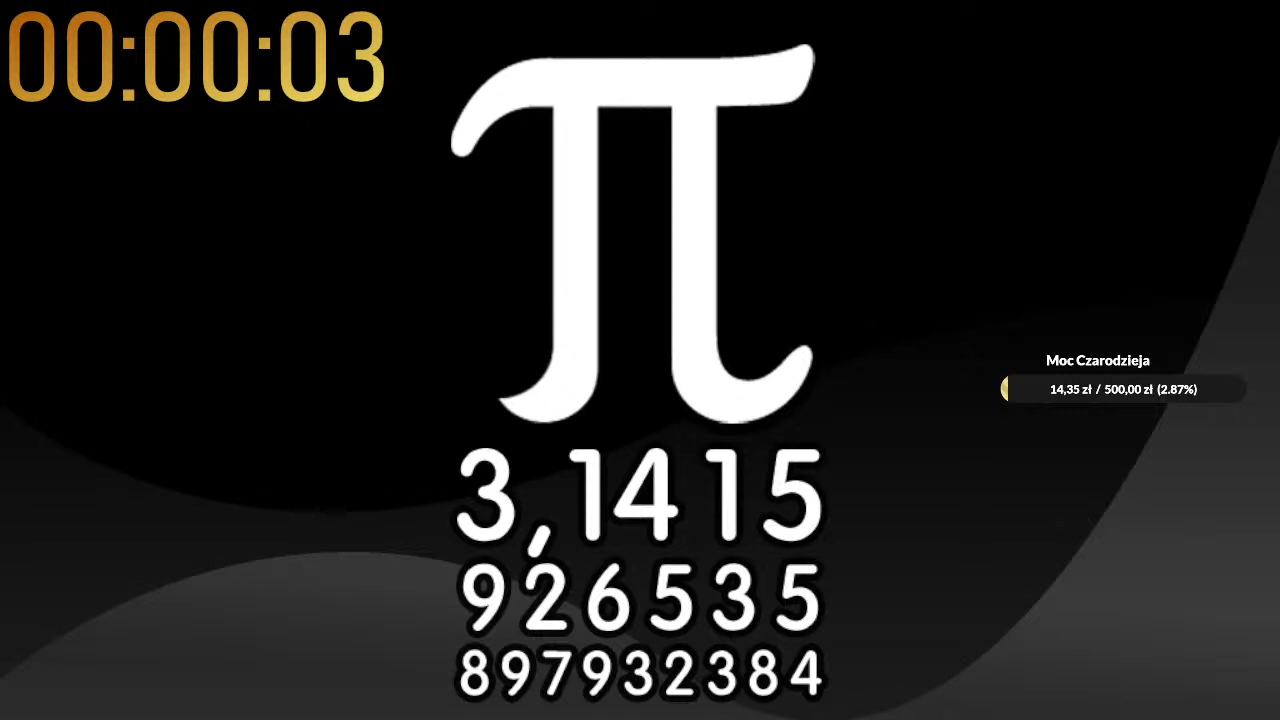 00:00:03
π
Moc Czarodzieja
14,35 zł / 500,00 zł (2.87%)
3,1415
926535
897932384